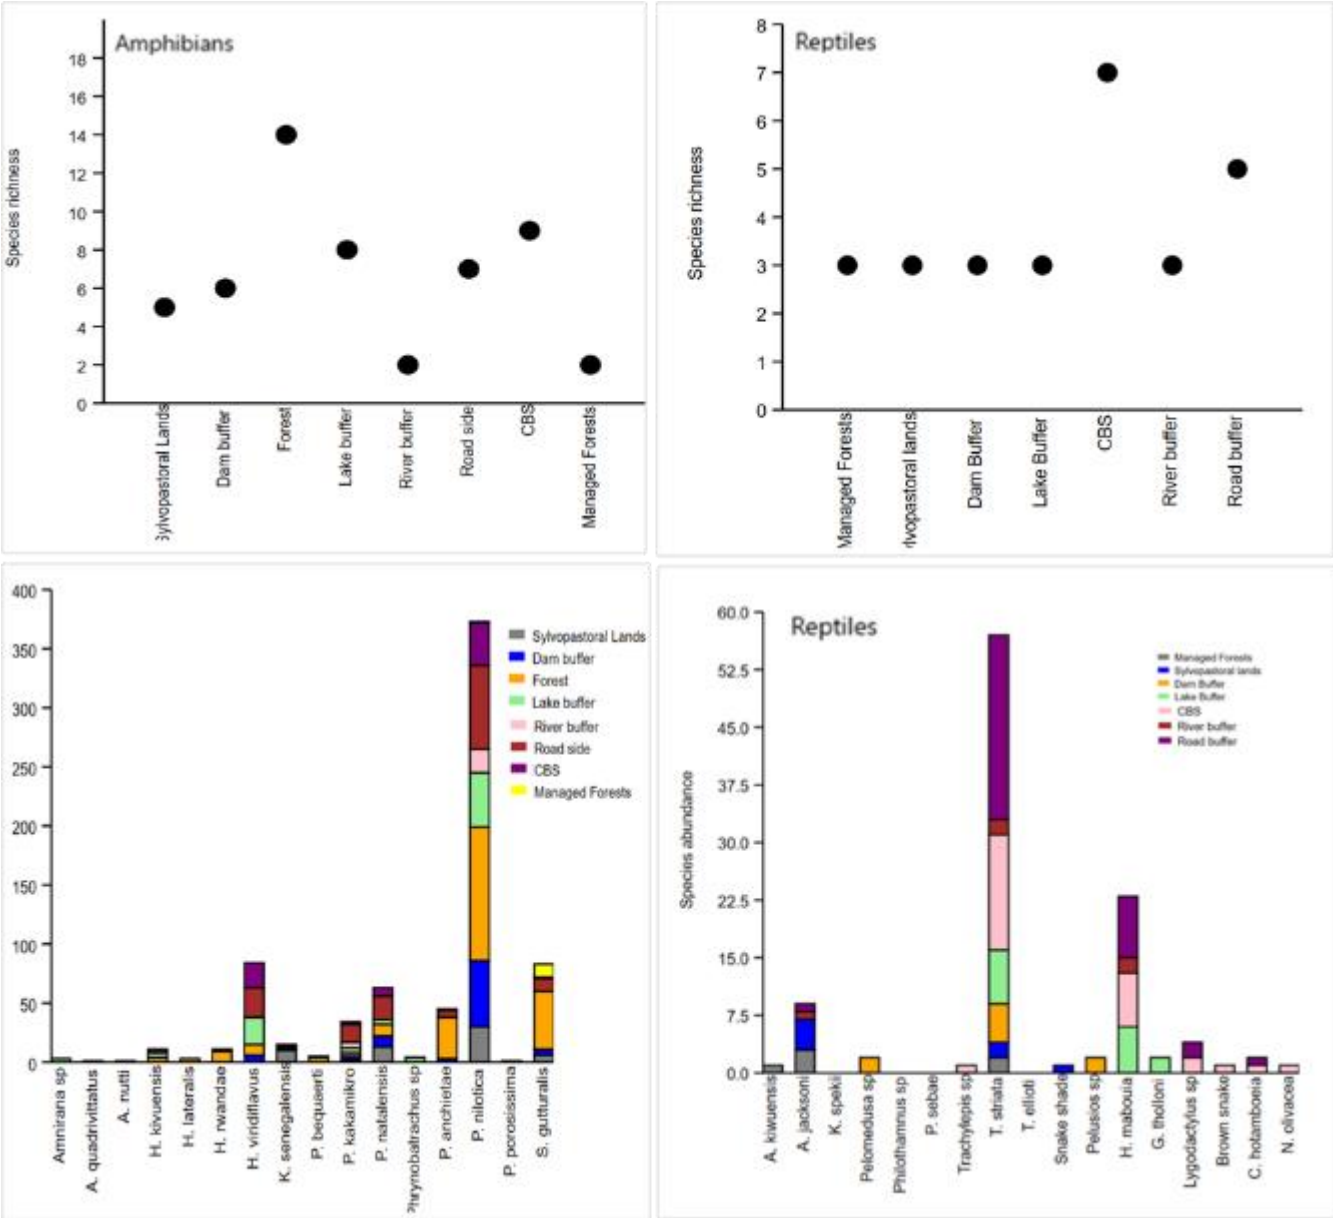 Amphibians
Species richness
18
16
14
12
10
8
6
4
2
0
Sylvopastoral Lands
Dam buffer
Forest
Lake buffer
River buffer
Road side
CBS
Managed Forests
Reptiles
Species richness
8
7
6
5
4
3
2
1
0
Managed Forests
lvopastoral lands
Dam Buffer
Lake Buffer
CBS
River buffer
Road buffer
400
350
300
250
200
150
100
50
0
Sylvopastoral Lands
Dam buffer
Forest
Lake buffer
River buffer
Road side
CBS
Managed Forests
Amnirana sp
A. quadrivittatus
A. nutti
H. kivuensis
H. lateralis
H. rwandae
H. viridiflavus
K. senegalensis
P. bequaerti
P. kakamikro
P. natalensis
Phrynobatrachus sp
P. anchietae
P. nilotica
P. porosissima
S. gutturalis
Reptiles
Species abundance
60.0
52.5
45.0
37.5
30.0
22.5
15.0
7.5
0.0
Managed Forests
Sylvopastoral lands
Dam Buffer
Lake Buffer
CBS
River buffer
Road buffer
A. kiwuensis
A. jacksoni
K. spekii
Pelomedusa sp
Philothamnus sp
P. sebae
Trachylepis sp
T. striata
T. ellioti
Snake shade
Pelusios sp
H. mabouia
G. tholloni
Lygodactylus sp
Brown snake
C. hotamboeia
N. olivacea